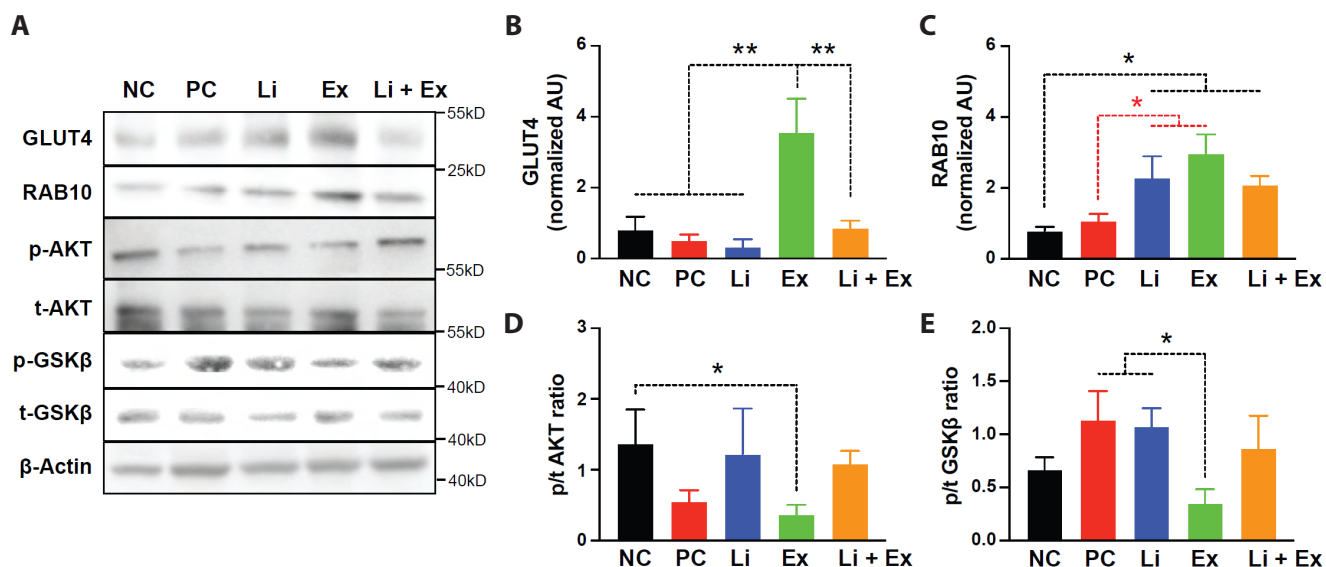 A
NC PC Li Ex Li + Ex
GLUT4
55kD
RAB10
25kD
p-AKT
55kD
t-AKT
55kD
p-GSKβ
40kD
t-GSKβ
40kD
β-Actin
40kD
B
GLUT4
(normalized AU)
6
4
2
0
** **
NC PC Li Ex Li + Ex
C
RAB10
(normalized AU)
6
4
2
0
*
*
NC PC Li Ex Li + Ex
D
p/t AKT ratio
3
2
1
0
*
NC PC Li Ex Li + Ex
E
p/t GSKβ ratio
2.0
1.5
1.0
0.5
0.0
*
NC PC Li Ex Li + Ex